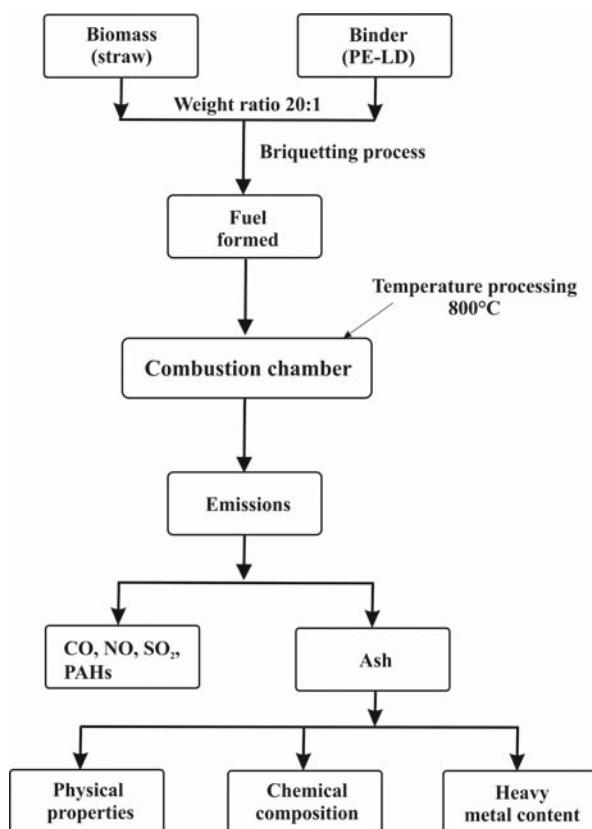 Biomass
(straw)
Binder
(PE-LD)
Weight ratio 20:1
Briquetting process
Fuel
formed
Temperature processing
800°C
Combustion chamber
Emissions
CO, NO, SO₂,
PAHs
Ash
Physical
properties
Chemical
composition
Heavy
metal content